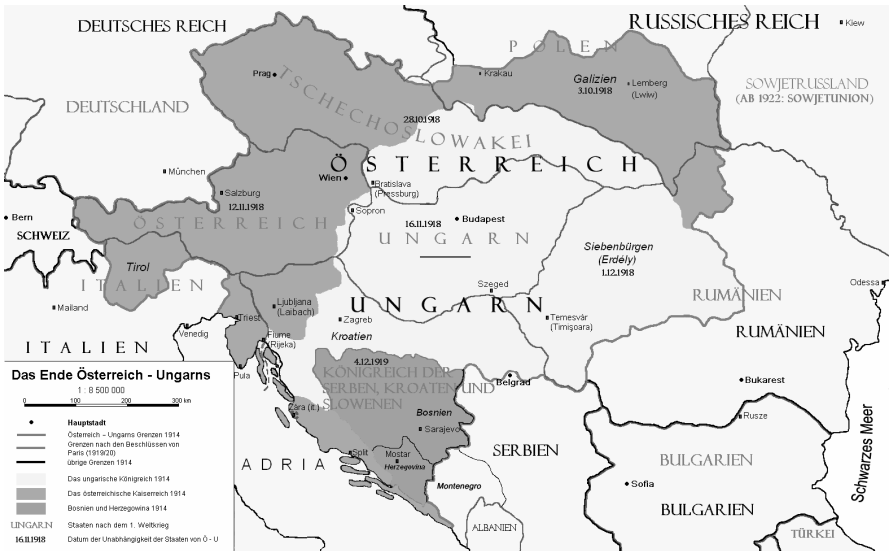 DEUTSCHES REICH
RUSSISCHES REICH
Kiew
POLEN
Prag
Krakau
Galizien
3.10.1918
Lemberg
(Lwiw)
SOWJETRUSSLAND
(AB 1922: SOWJETUNION)
DEUTSCHLAND
TSCHECHOSLOWAKEI
28.10.1918
ÖSTERREICH
München
Wien
Bratislava
(Pressburg)
Salzburg
12.11.1918
Sopron
Bern
SCHWEIZ
ÖSTERREICH
16.11.1918
Budapest
UNGARN
Siebenbürgen
(Erdély)
1.12.1918
Tirol
ITALIEN
Szeged
Odessa
RUMÄNIEN
Mailand
Ljubljana
(Laibach)
UNGARN
Triest
Zagreb
Temesvár
(Timişoara)
Venedig
Fiume
(Rijeka)
Kroatien
RUMÄNIEN
ITALIEN
4.12.1919
Pula
KÖNIGREICH DER
SERBEN, KROATEN UND
SLOWENEN
Belgrad
Bukarest
Zara (it.)
Bosnien
Sarajevo
Rusze
Schwarzes Meer
ADRIA
Split
Mostar
Herzegovina
SERBIEN
BULGARIEN
Montenegro
Sofia
BULGARIEN
ALBANIEN
TÜRKEI
Das Ende Österreich - Ungarns
1 : 8 500 000
0 100 200 300 km
Hauptstadt
Österreich – Ungarns Grenzen 1914
Grenzen nach den Beschlüssen von
Paris (1919/20)
übrige Grenzen 1914
Das ungarische Königreich 1914
Das österreichische Kaiserreich 1914
Bosnien und Herzegowina 1914
UNGARN Staaten nach dem 1. Weltkrieg
16.11.1918 Datum der Unabhängigkeit der Staaten von Ö - U